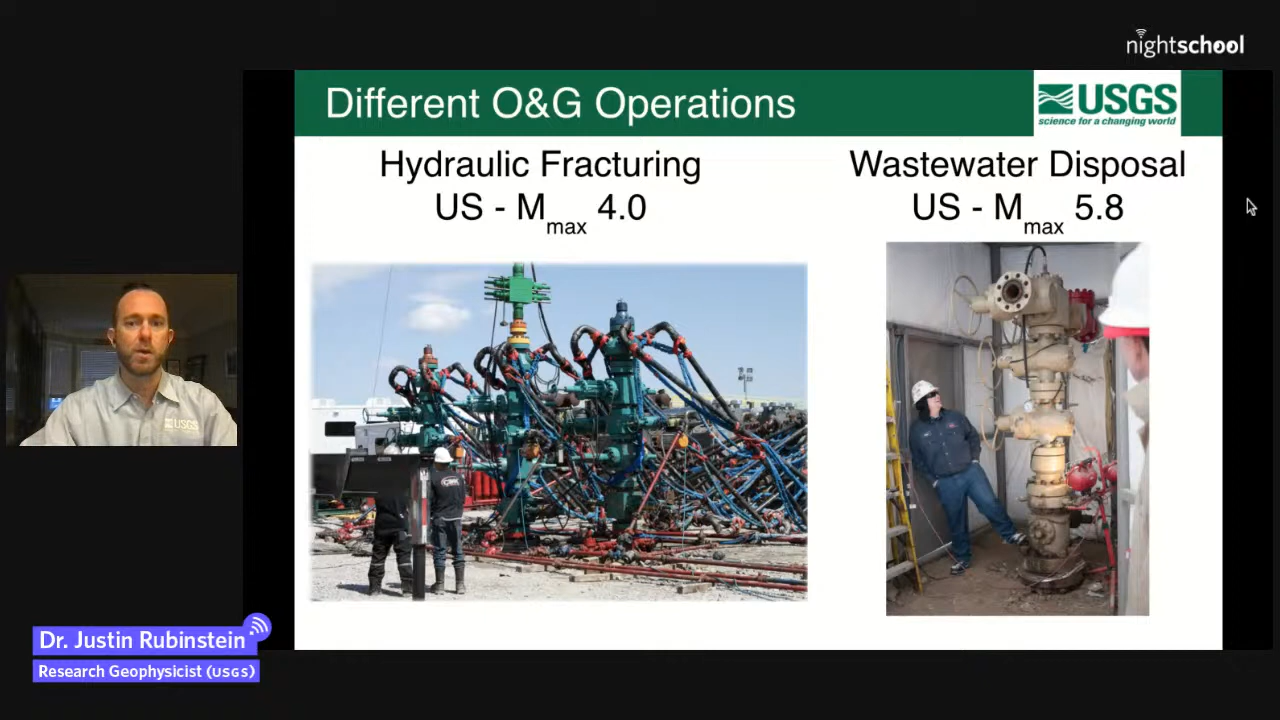 nightschool
Different O&G Operations
USGS
science for a changing world
Hydraulic Fracturing
US - Mmax 4.0
Wastewater Disposal
US - Mmax 5.8
USGS
Dr. Justin Rubinstein
Research Geophysicist (USGS)